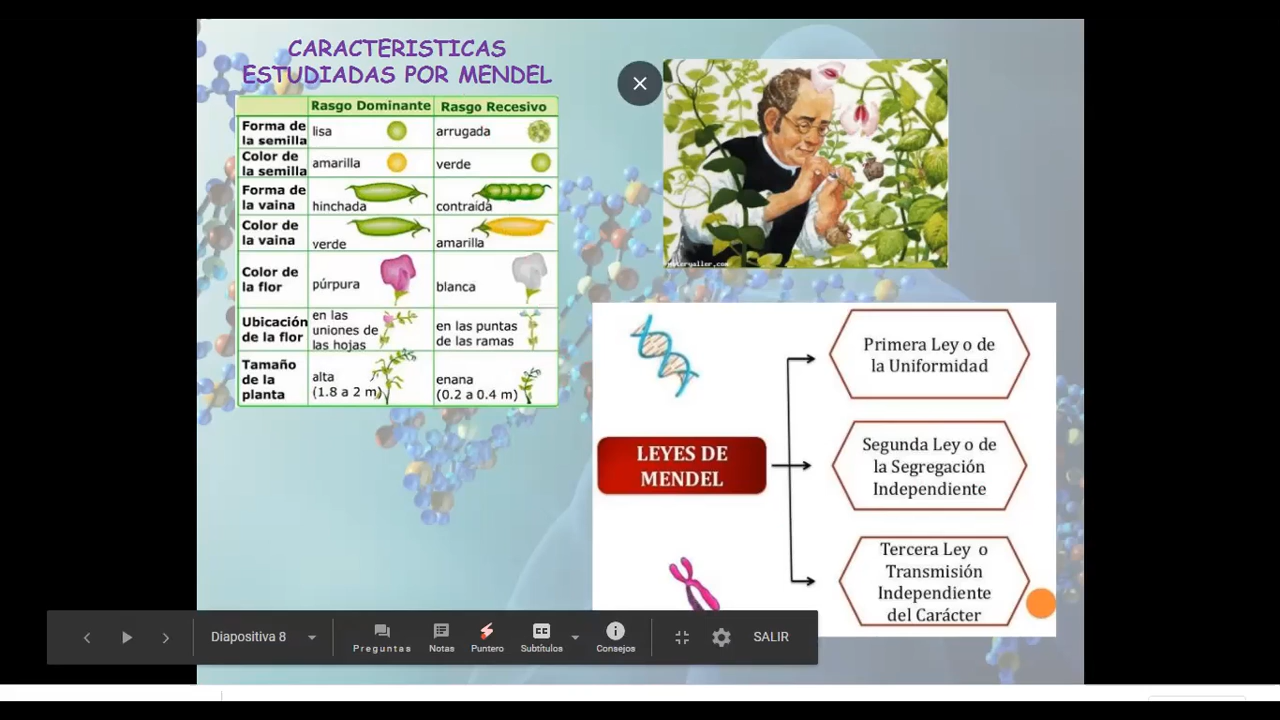 CARACTERISTICAS
ESTUDIADAS POR MENDEL
Rasgo Dominante Rasgo Recesivo
Forma de
la semilla
lisa
arrugada
Color de
la semilla
amarilla
verde
Forma de
la vaina
hinchada
contraída
Color de
la vaina
verde
amarilla
Color de
la flor
púrpura
blanca
Ubicación
de la flor
en las
uniones de
las hojas
en las puntas
de las ramas
Tamaño
de la
planta
alta
(1.8 a 2 m)
enana
(0.2 a 0.4 m)
LEYES DE
MENDEL
Primera Ley o de
la Uniformidad
Segunda Ley o de
la Segregación
Independiente
Tercera Ley o
Transmisión
Independiente
del Carácter
Diapositiva 8
Preguntas
Notas
Puntero
CC
Subtítulos
Consejos
SALIR